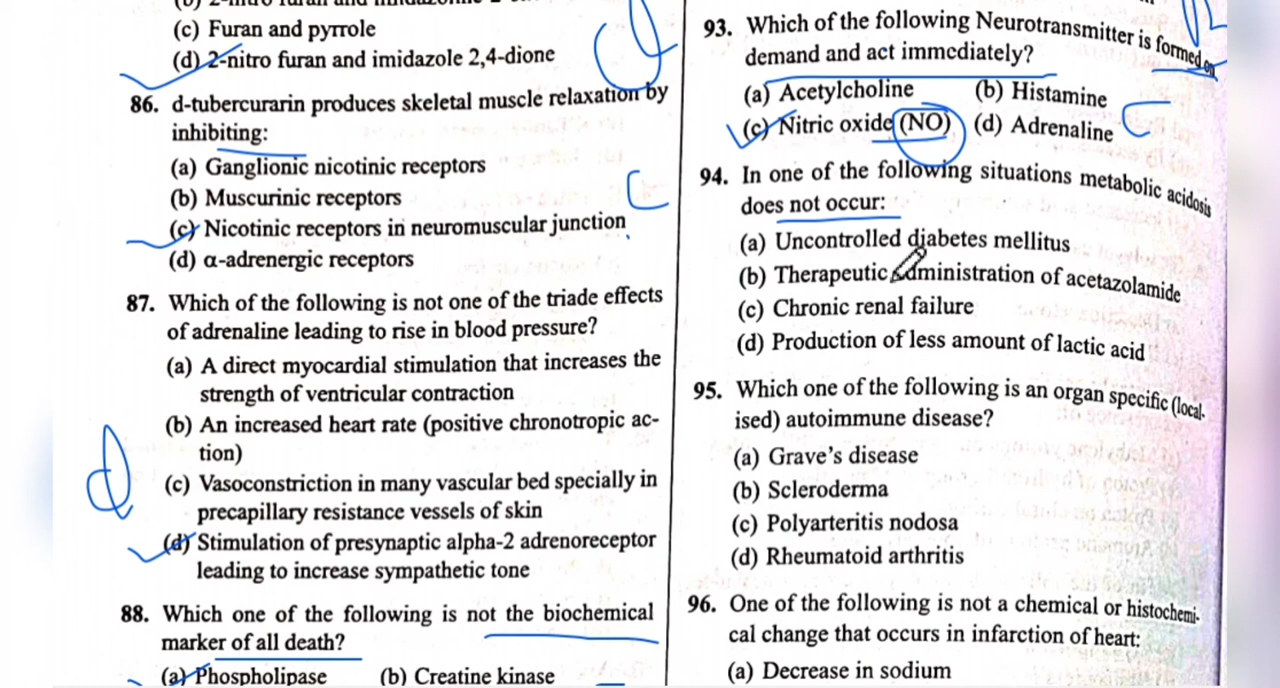 (c) Furan and pyrrole
(d) 2-nitro furan and imidazole 2,4-dione
86. d-tubercurarin produces skeletal muscle relaxation by
inhibiting:
(a) Ganglionic nicotinic receptors
(b) Muscurinic receptors
(c) Nicotinic receptors in neuromuscular junction
(d) α-adrenergic receptors
87. Which of the following is not one of the triade effects
of adrenaline leading to rise in blood pressure?
(a) A direct myocardial stimulation that increases the
strength of ventricular contraction
(b) An increased heart rate (positive chronotropic ac-
tion)
(c) Vasoconstriction in many vascular bed specially in
precapillary resistance vessels of skin
(d) Stimulation of presynaptic alpha-2 adrenoreceptor
leading to increase sympathetic tone
88. Which one of the following is not the biochemical
marker of all death?
(a) Phospholipase (b) Creatine kinase
93. Which of the following Neurotransmitter is formed on
demand and act immediately?
(a) Acetylcholine (b) Histamine
(c) Nitric oxide (NO) (d) Adrenaline
94. In one of the following situations metabolic acidosis
does not occur:
(a) Uncontrolled diabetes mellitus
(b) Therapeutic administration of acetazolamide
(c) Chronic renal failure
(d) Production of less amount of lactic acid
95. Which one of the following is an organ specific (local-
ised) autoimmune disease?
(a) Grave's disease
(b) Scleroderma
(c) Polyarteritis nodosa
(d) Rheumatoid arthritis
96. One of the following is not a chemical or histochemi-
cal change that occurs in infarction of heart:
(a) Decrease in sodium